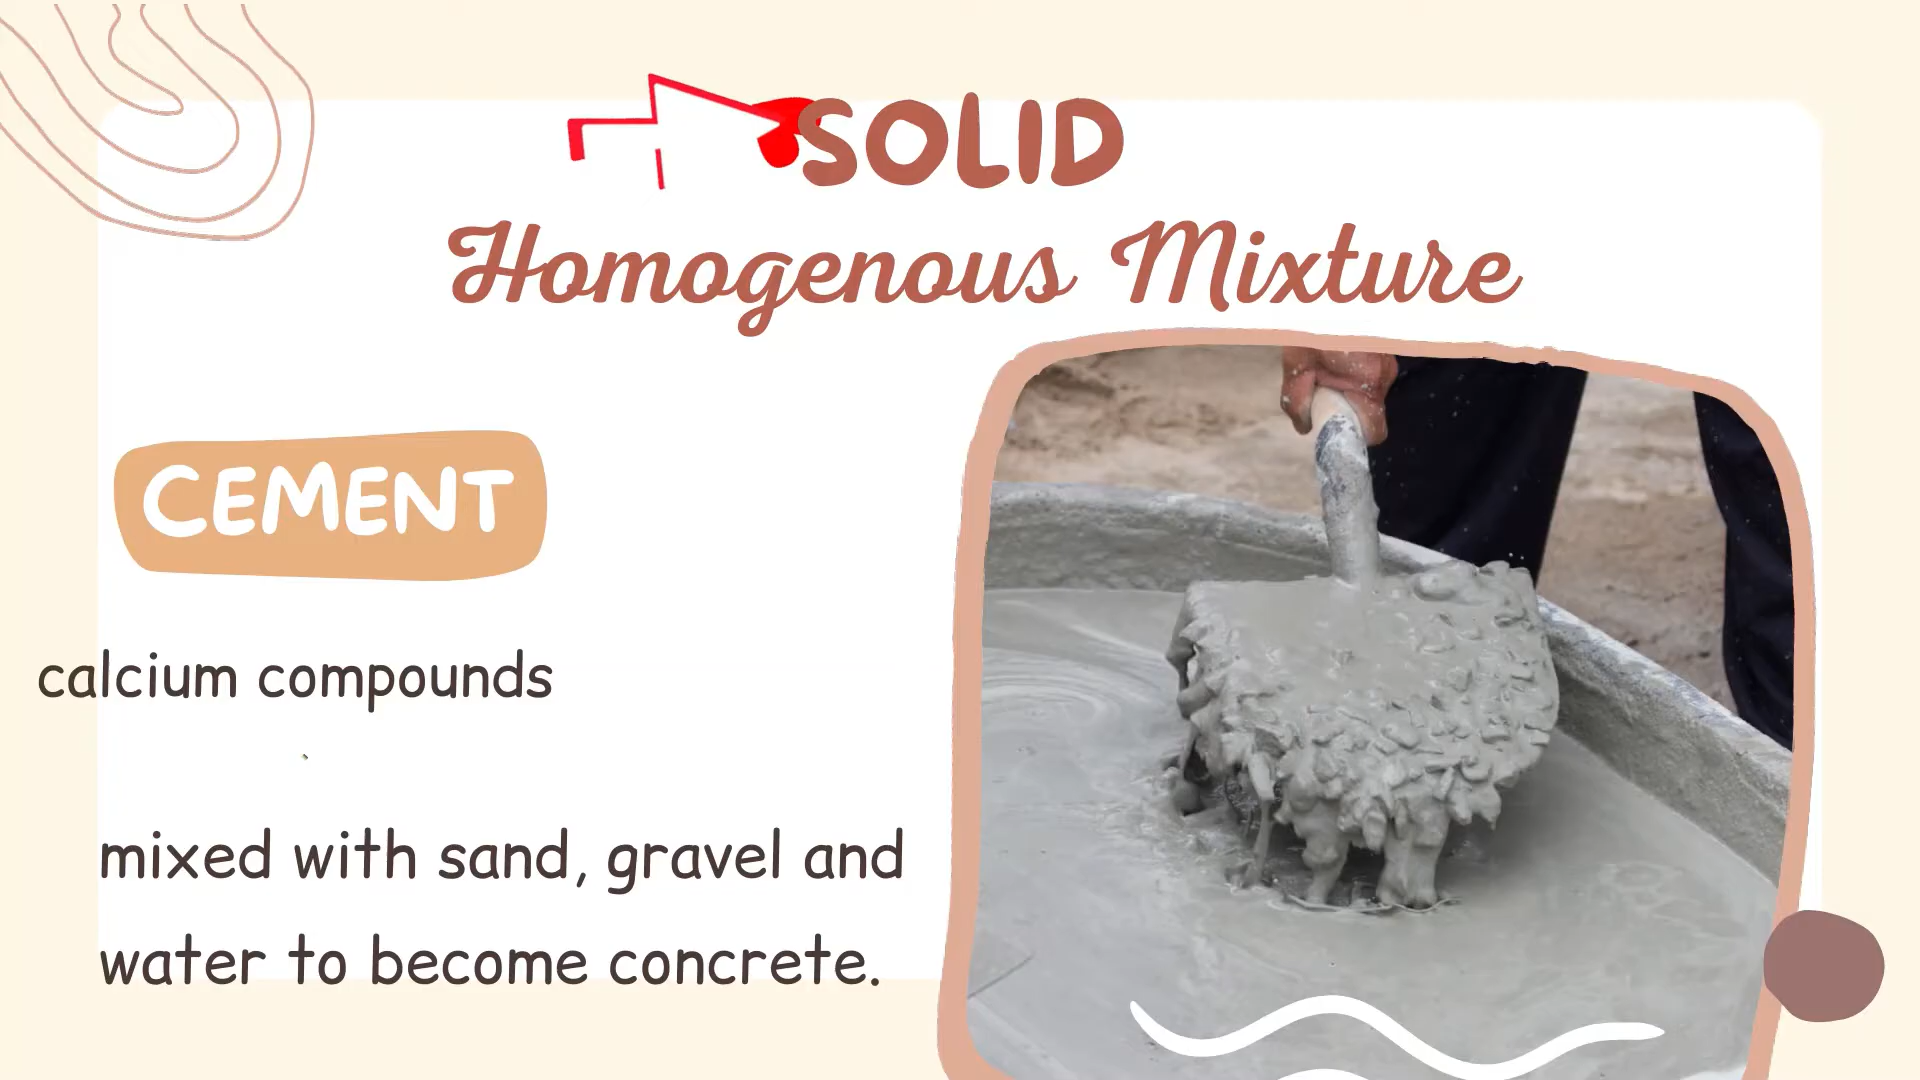 SOLID
Homogenous Mixture
CEMENT
calcium compounds
mixed with sand, gravel and
water to become concrete.